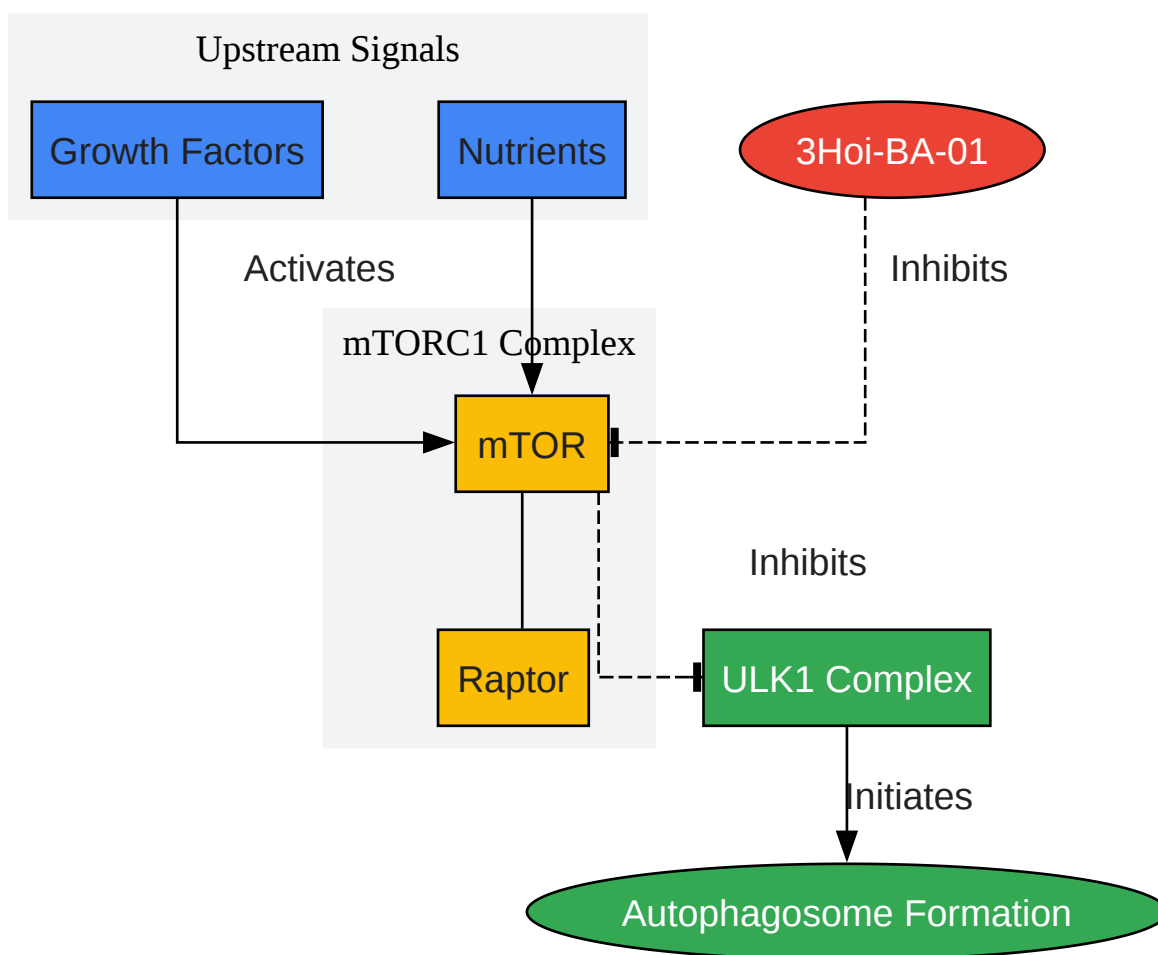 Upstream Signals
Growth Factors
Nutrients
3Hoi-BA-01
Activates
Inhibits
mTORC1 Complex
mTOR
Inhibits
Raptor
ULK1 Complex
Initiates
Autophagosome Formation